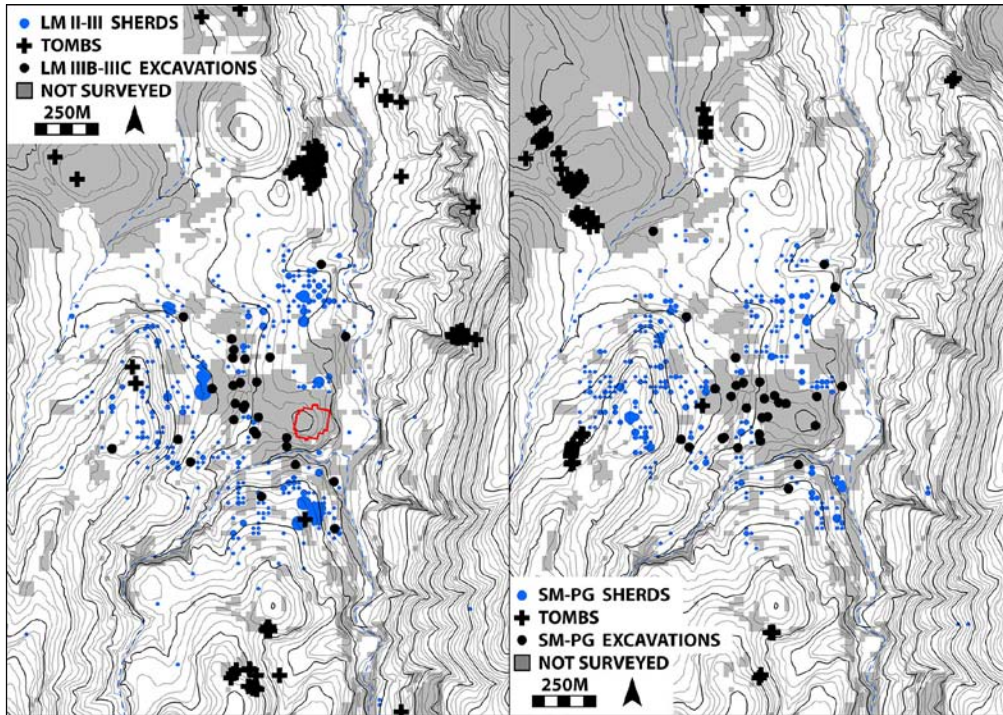 LM II-III SHERDS
TOMBS
LM IIIB-IIIC EXCAVATIONS
NOT SURVEYED
250M
SM-PG SHERDS
TOMBS
SM-PG EXCAVATIONS
NOT SURVEYED
250M